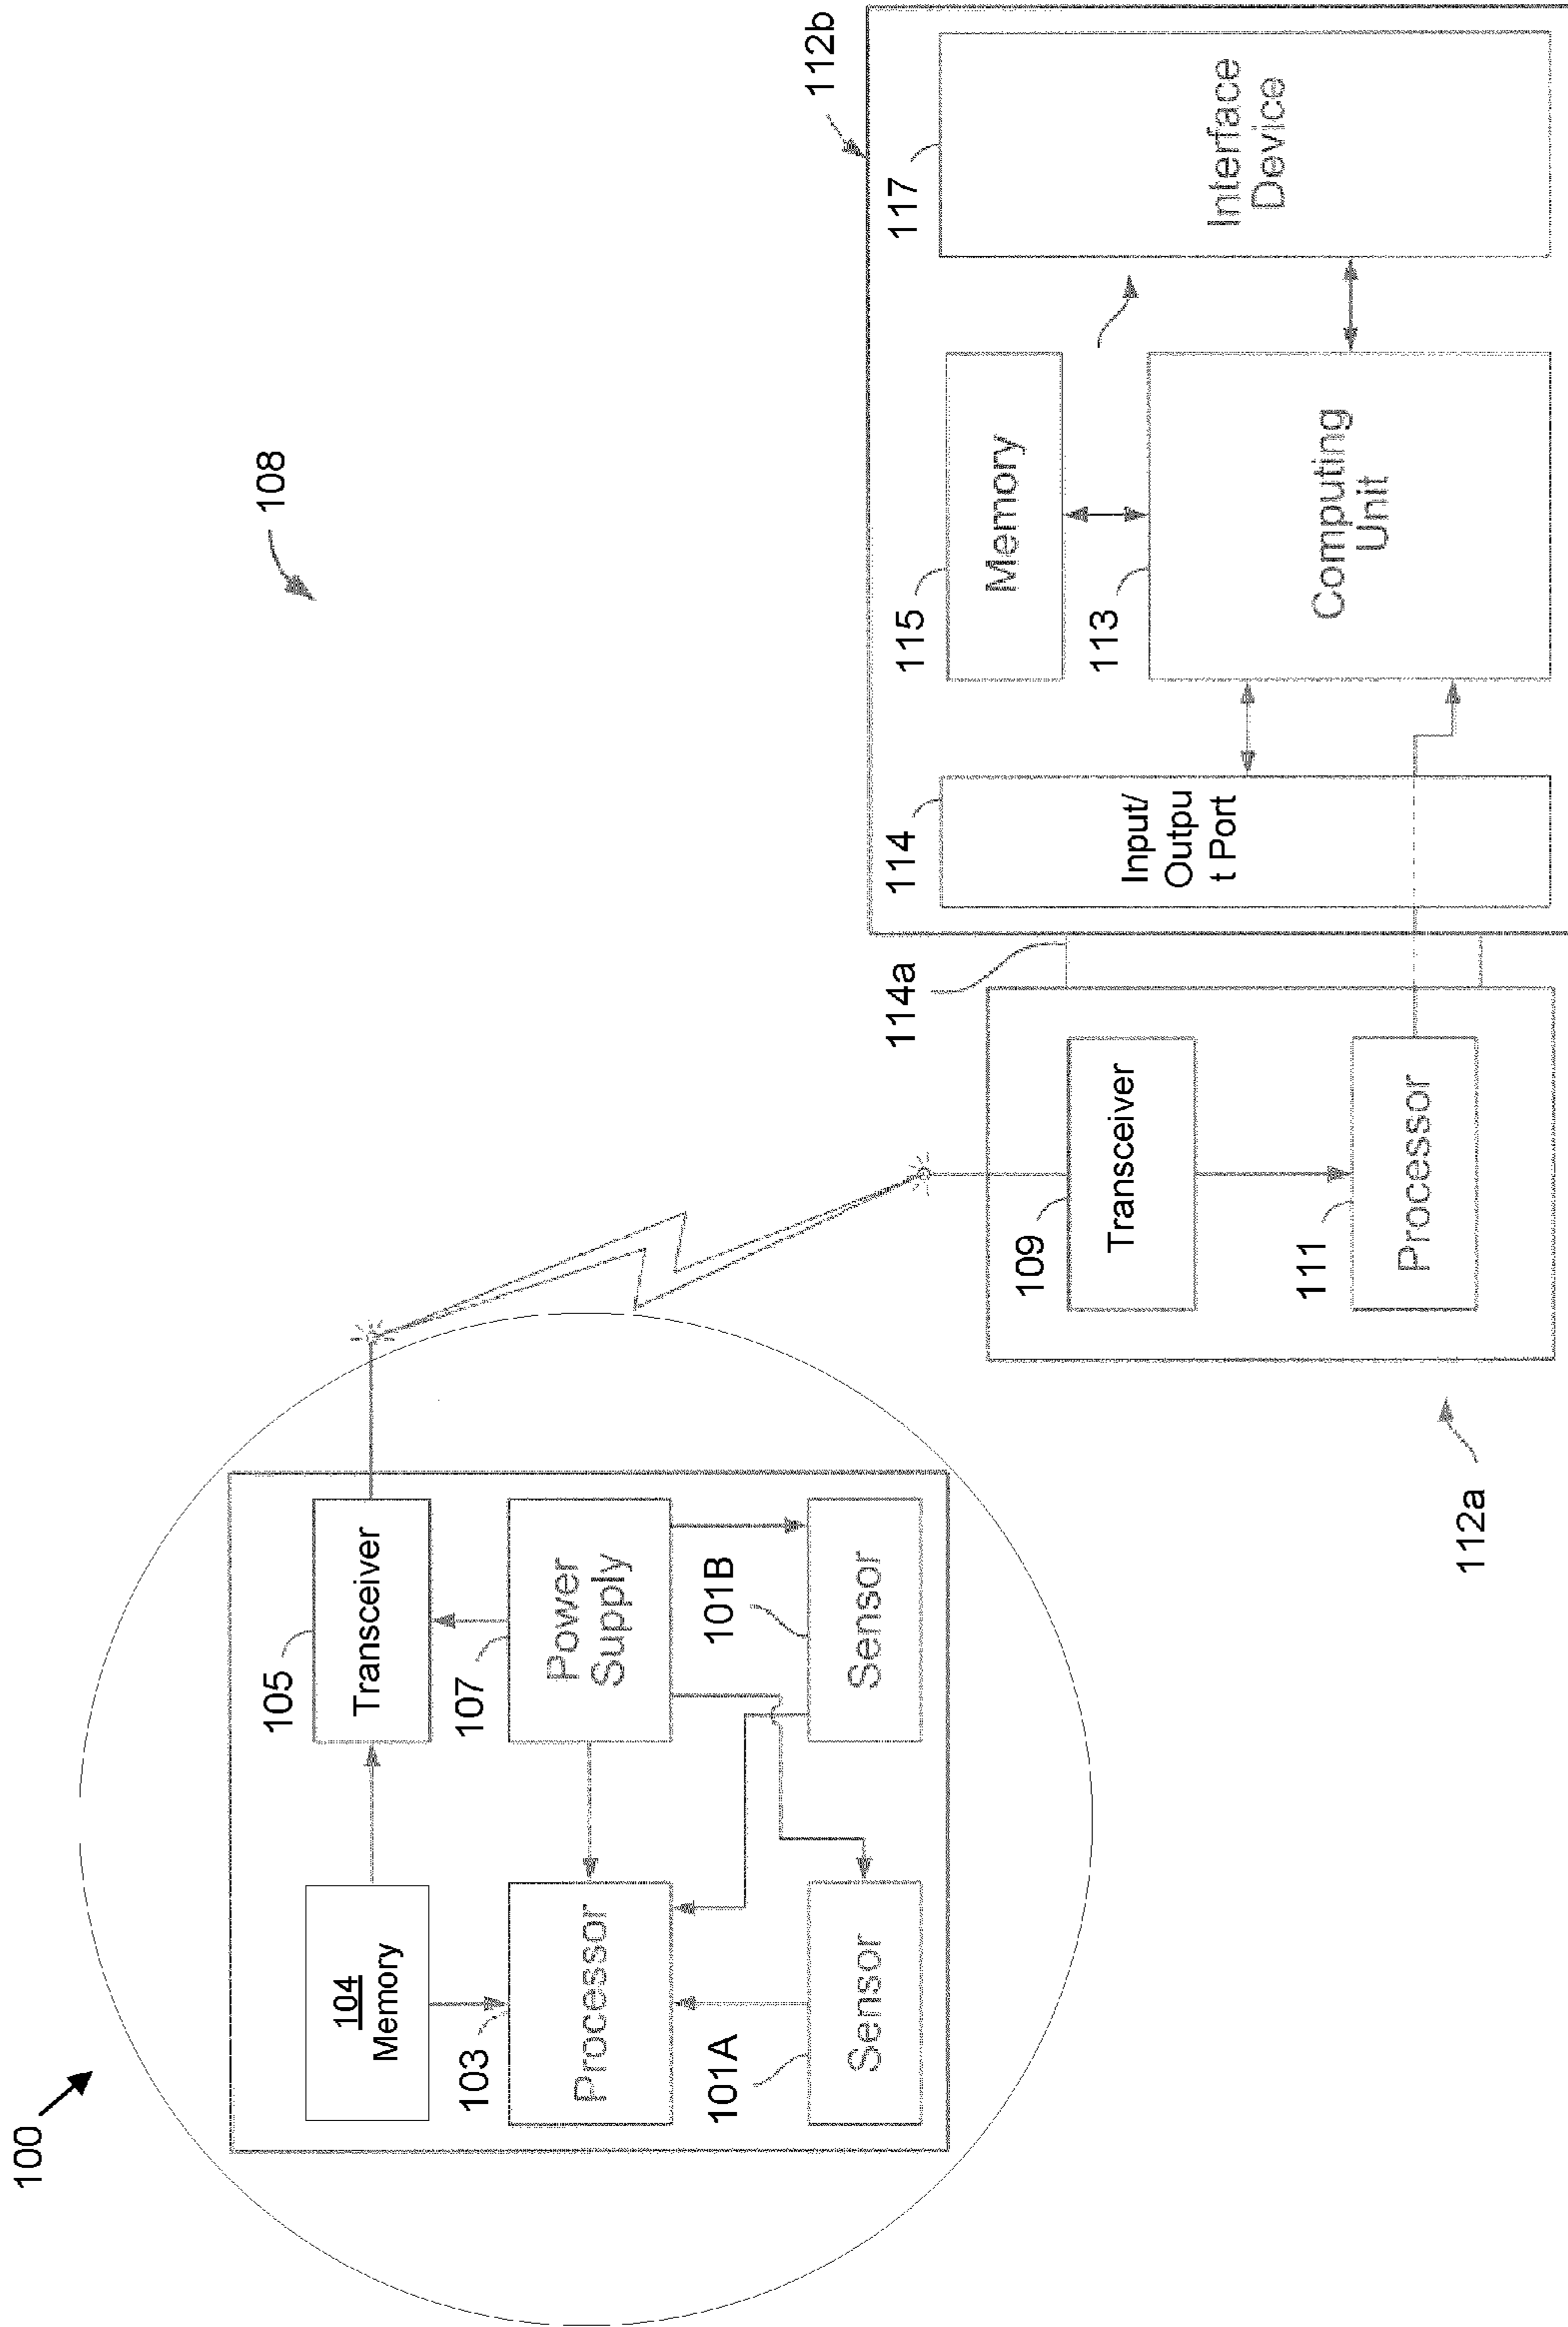 100
108
104
Memory
105
Transceiver
103
Processor
107
Power
Supply
101A
Sensor
101B
Sensor
112a
109
Transceiver
111
Processor
114a
112b
114
Input/
Outpu
t Port
115
Memory
113
Computing
Unit
117
Interface
Device